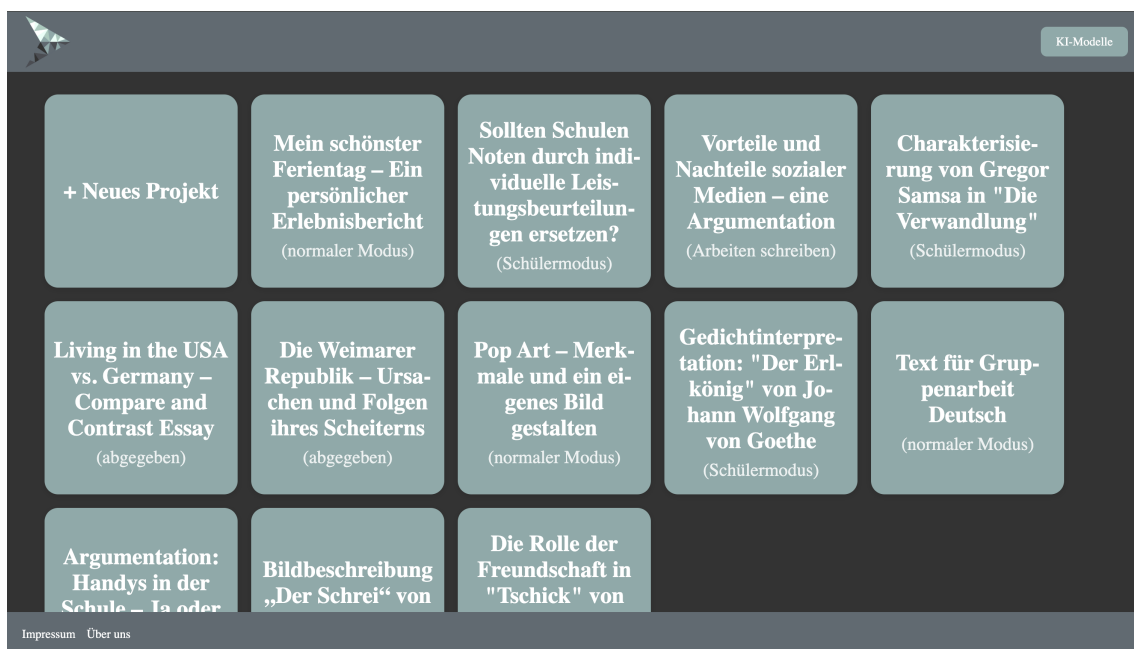 KI-Modelle
+ Neues Projekt
Mein schönster
Ferientag – Ein
persönlicher
Erlebnisbericht
(normaler Modus)
Sollten Schulen
Noten durch indi-
viduelle Leis-
tungsbeurteilun-
gen ersetzen?
(Schülermodus)
Vorteile und
Nachteile sozialer
Medien – eine
Argumentation
(Arbeiten schreiben)
Charakterisie-
rung von Gregor
Samsa in "Die
Verwandlung"
(Schülermodus)
Living in the USA
vs. Germany –
Compare and
Contrast Essay
(abgegeben)
Die Weimarer
Republik – Ursa-
chen und Folgen
ihres Scheiterns
(abgegeben)
Pop Art – Merk-
male und ein ei-
genes Bild
gestalten
(normaler Modus)
Gedichtinterpre-
tation: "Der Erl-
könig" von Jo-
hann Wolfgang
von Goethe
(Schülermodus)
Text für Grup-
penarbeit
Deutsch
(normaler Modus)
Argumentation:
Handys in der
Schule – Ja oder
Bildbeschreibung
„Der Schrei“ von
Die Rolle der
Freundschaft in
"Tschick" von
Impressum Über uns